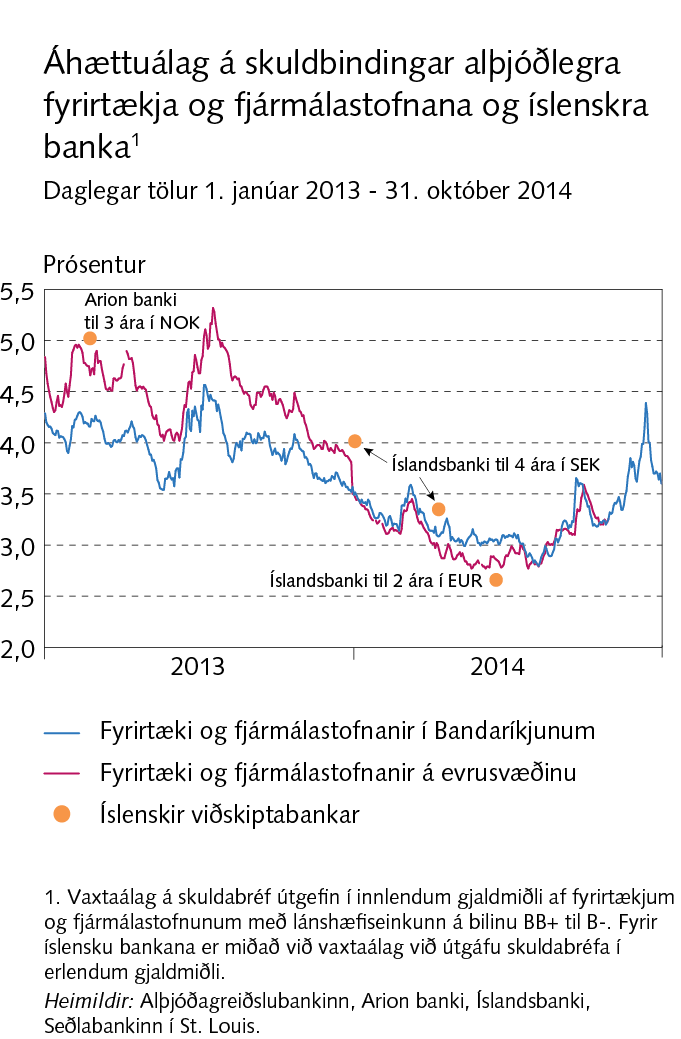 Áhættuálag á skuldbindingar alþjóðlegra
fyrirtækja og fjármálastofnana og íslenskra
banka¹
Daglegar tölur 1. janúar 2013 - 31. október 2014
Prósentur
5,5
5,0
4,5
4,0
3,5
3,0
2,5
2,0
Arion banki
til 3 ára í NOK
Íslandsbanki til 4 ára í SEK
Íslandsbanki til 2 ára í EUR
2013
2014
Fyrirtæki og fjármálastofnanir í Bandaríkjunum
Fyrirtæki og fjármálastofnanir á evrusvæðinu
Íslenskir viðskiptabankar
1. Vaxtaálag á skuldabréf útgefin í innlendum gjaldmiðli af fyrirtækjum
og fjármálastofnunum með lánshæfiseinkunn á bilinu BB+ til B-. Fyrir
íslensku bankana er miðað við vaxtaálag við útgáfu skuldabréfa í
erlendum gjaldmiðli.
Heimildir: Alþjóðagreiðslubankinn, Arion banki, Íslandsbanki,
Seðlabankinn í St. Louis.